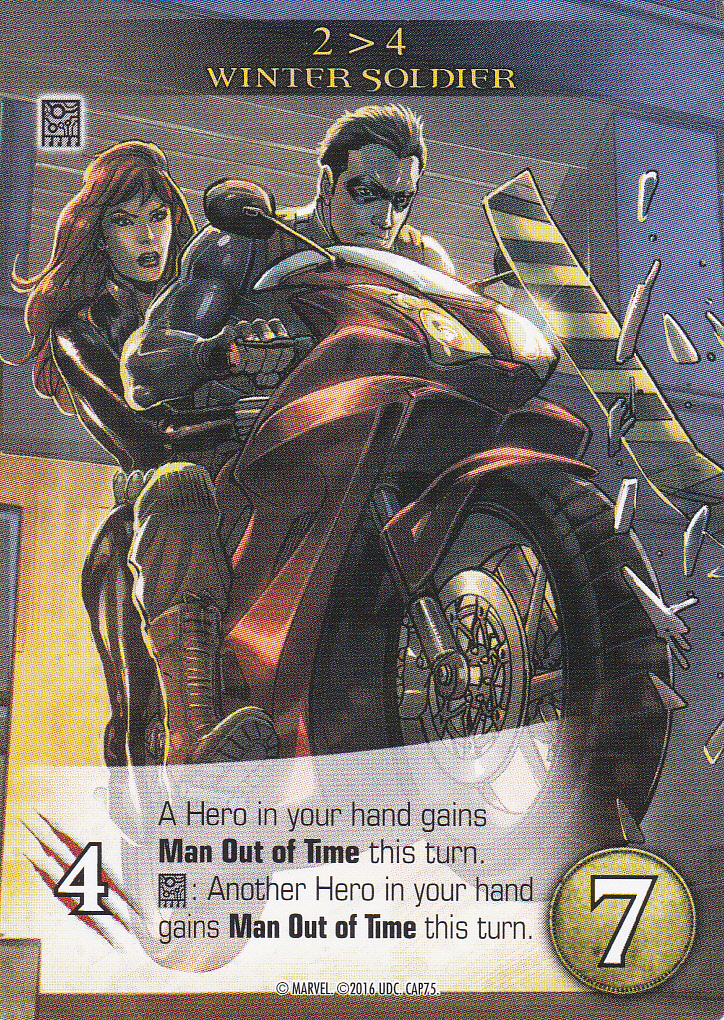 2 > 4
WINTER SOLDIER
A Hero in your hand gains
Man Out of Time this turn.
: Another Hero in your hand
gains Man Out of Time this turn.
4
7
© MARVEL. ©2016 UDC. CAP75.